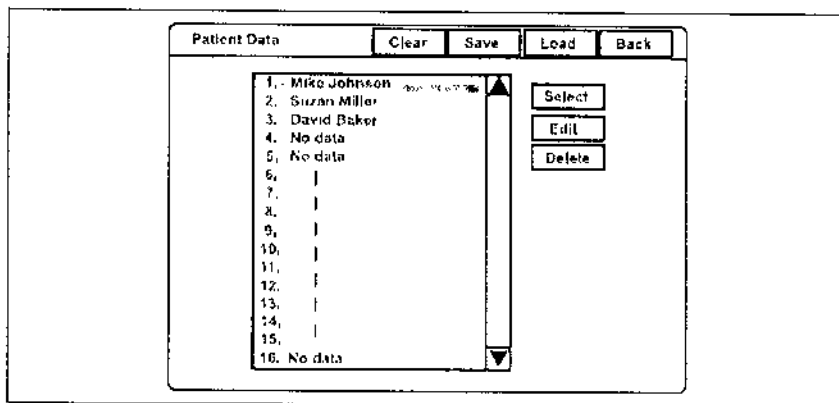 Patient Data Clear Save Load Back
1. Mike Johnson
2. Suzan Miller
3. David Baker
4. No data
5. No data
6.
7.
8.
9.
10.
11.
12.
13.
14.
15.
16. No data
Select
Edit
Delete